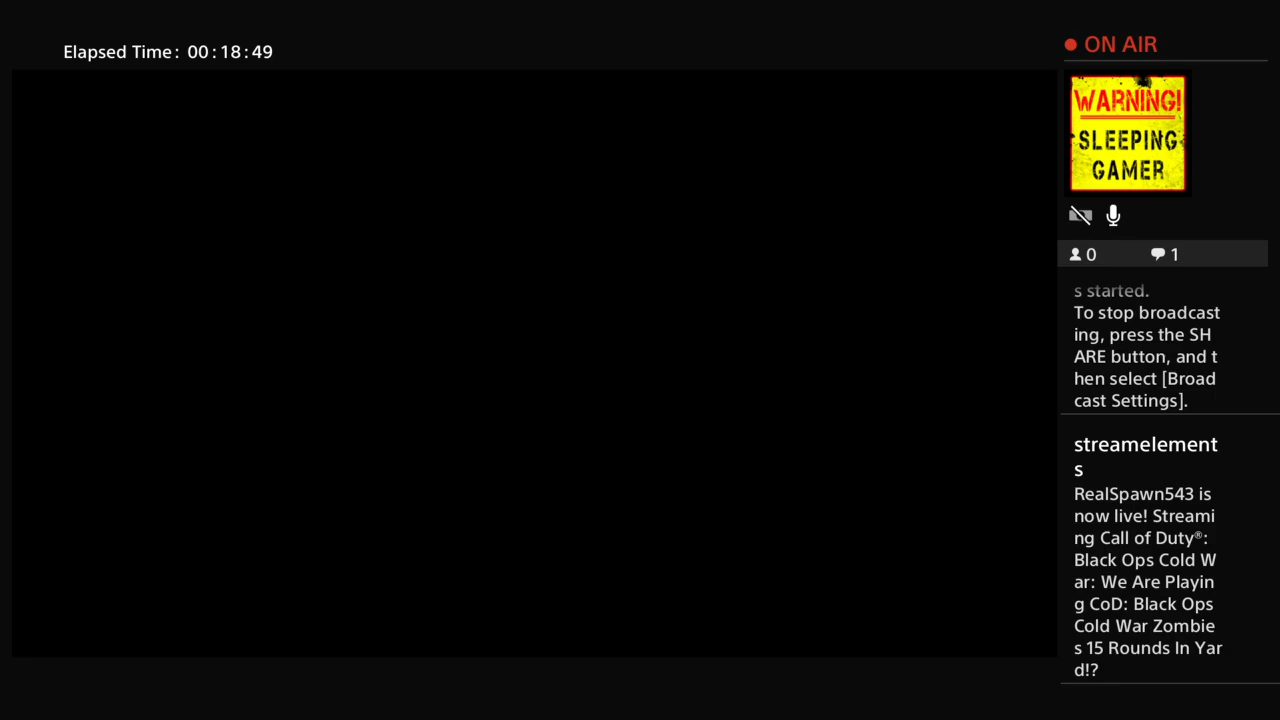 Elapsed Time: 00:18:49
ON AIR
WARNING!
SLEEPING
GAMER
0
1
s started.
To stop broadcast
ing, press the SH
ARE button, and t
hen select [Broad
cast Settings].
streamelement
s
RealSpawn543 is
now live! Streami
ng Call of Duty®:
Black Ops Cold W
ar: We Are Playin
g CoD: Black Ops
Cold War Zombie
s 15 Rounds In Yar
d!?